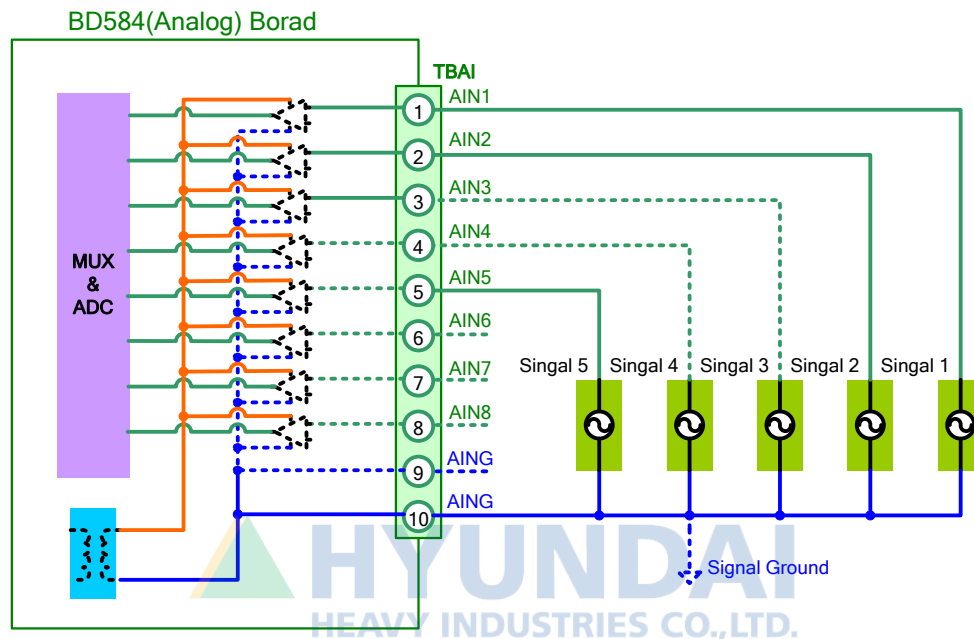 BD584(Analog) Borad
TBAI
1 AIN1
2 AIN2
3 AIN3
4 AIN4
5 AIN5
6 AIN6
7 AIN7
8 AIN8
9 AING
10 AING
MUX
&
ADC
Singal 5 Singal 4 Singal 3 Singal 2 Singal 1
Signal Ground
HYUNDAI
HEAVY INDUSTRIES CO.,LTD.